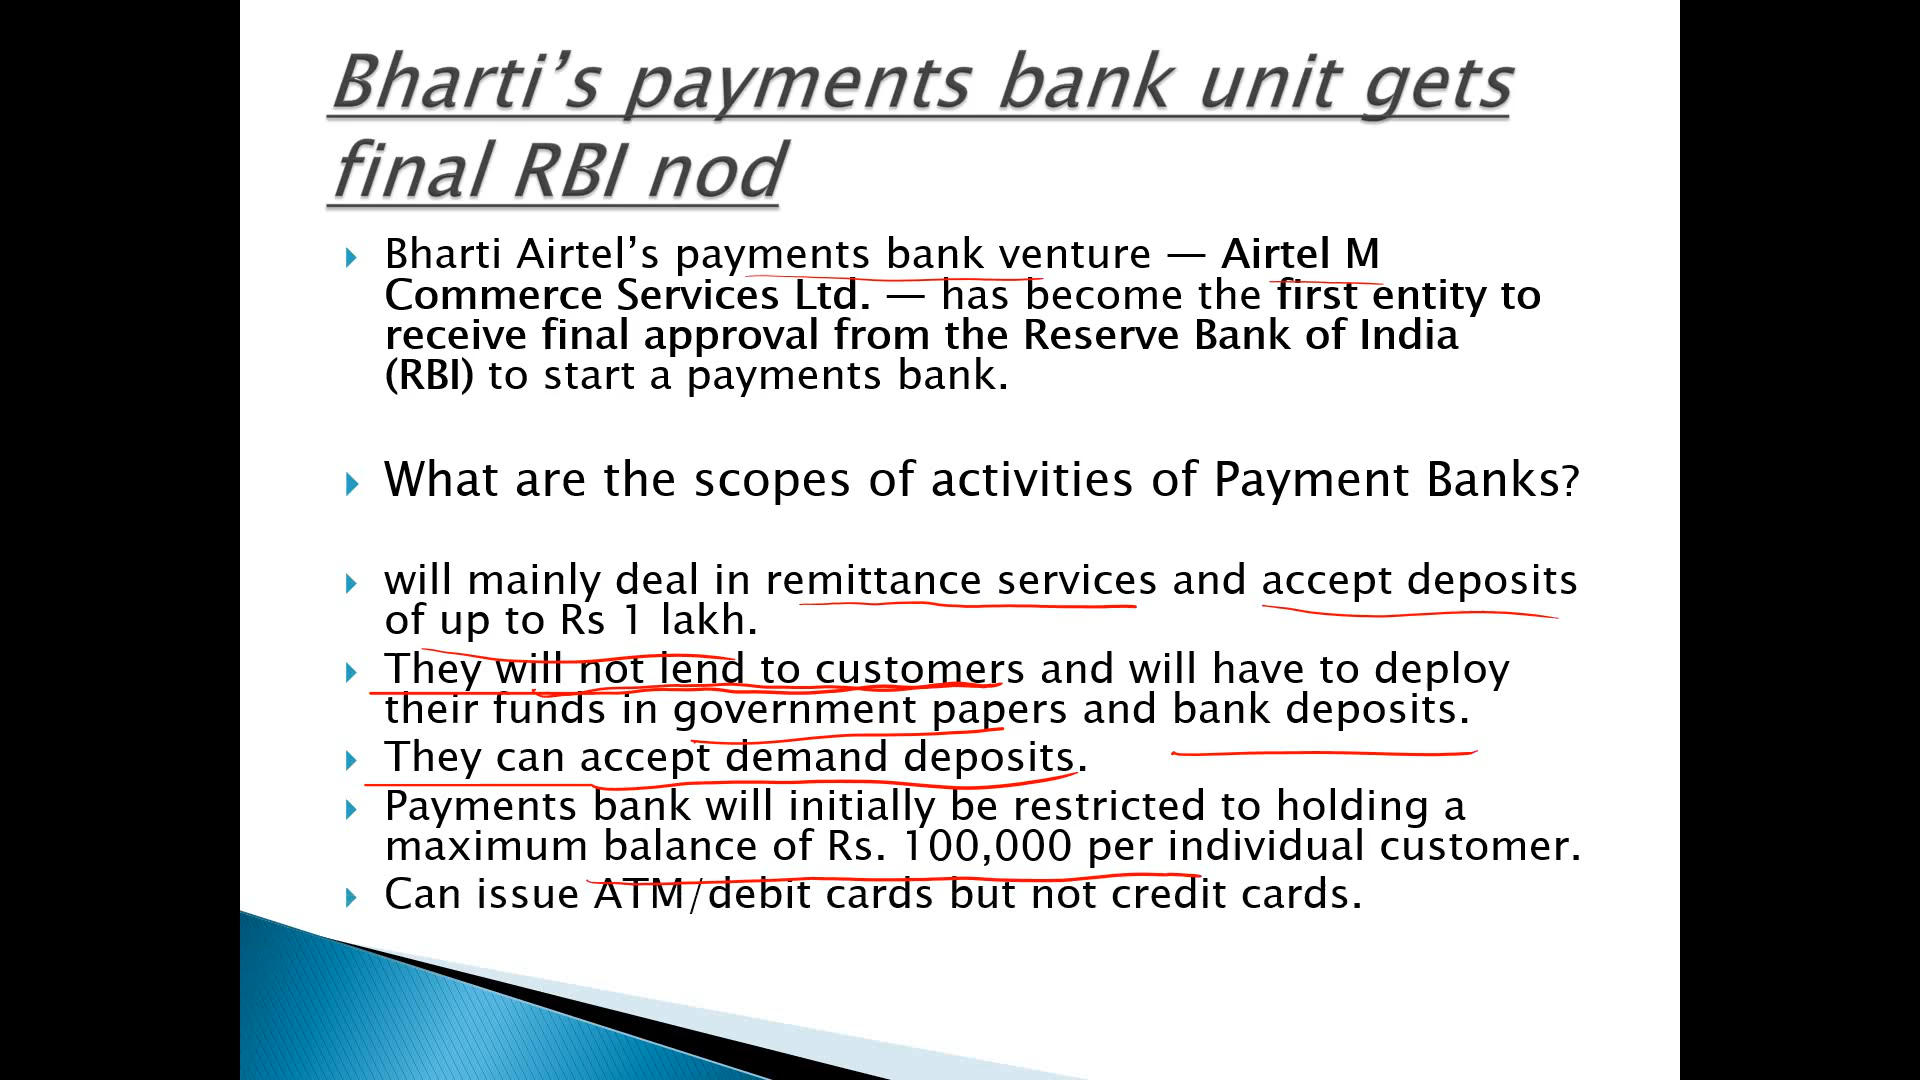 Bharti’s payments bank unit gets
final RBI nod
Bharti Airtel’s payments bank venture — Airtel M
Commerce Services Ltd. — has become the first entity to
receive final approval from the Reserve Bank of India
(RBI) to start a payments bank.
What are the scopes of activities of Payment Banks?
will mainly deal in remittance services and accept deposits
of up to Rs 1 lakh.
They will not lend to customers and will have to deploy
their funds in government papers and bank deposits.
They can accept demand deposits.
Payments bank will initially be restricted to holding a
maximum balance of Rs. 100,000 per individual customer.
Can issue ATM/debit cards but not credit cards.